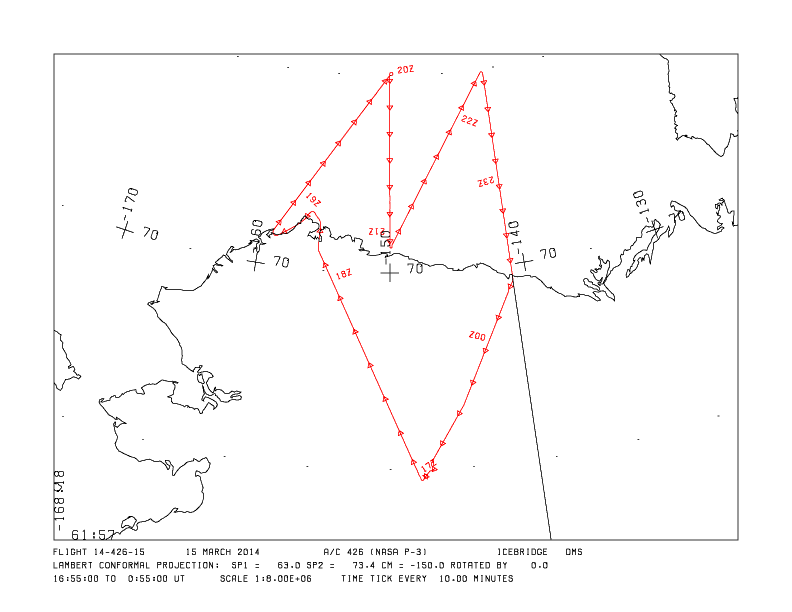 20Z
22Z
-170
70
19Z
23Z
-130
-160
21Z
-150
-140
70
18Z
70
70
00Z
17Z
-168:18
61:57
FLIGHT 14-426-15 15 MARCH 2014 A/C 426 (NASA P-3) ICEBRIDGE DMS
LAMBERT CONFORMAL PROJECTION: SP1 = 63.0 SP2 = 73.4 CM = -150.0 ROTATED BY 0.0
16:55:00 TO 0:55:00 UT SCALE 1:8.00E+06 TIME TICK EVERY 10.00 MINUTES